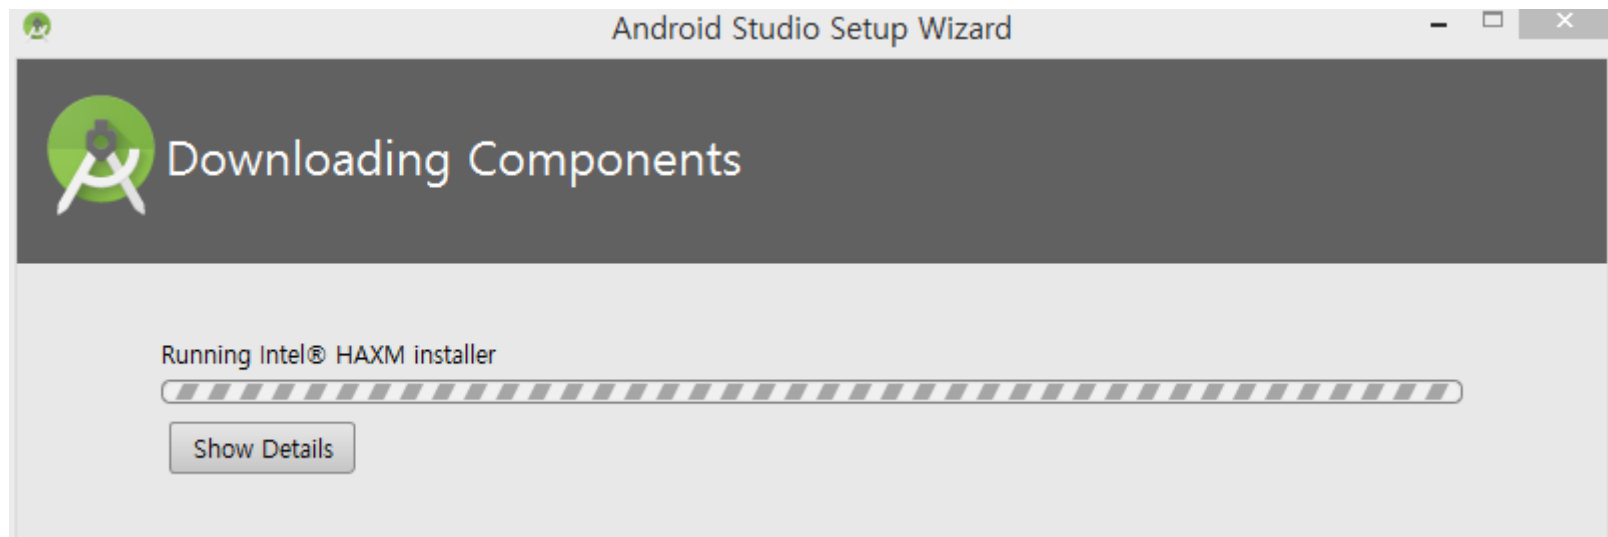 Android Studio Setup Wizard
Downloading Components
Running Intel® HAXM installer
Show Details